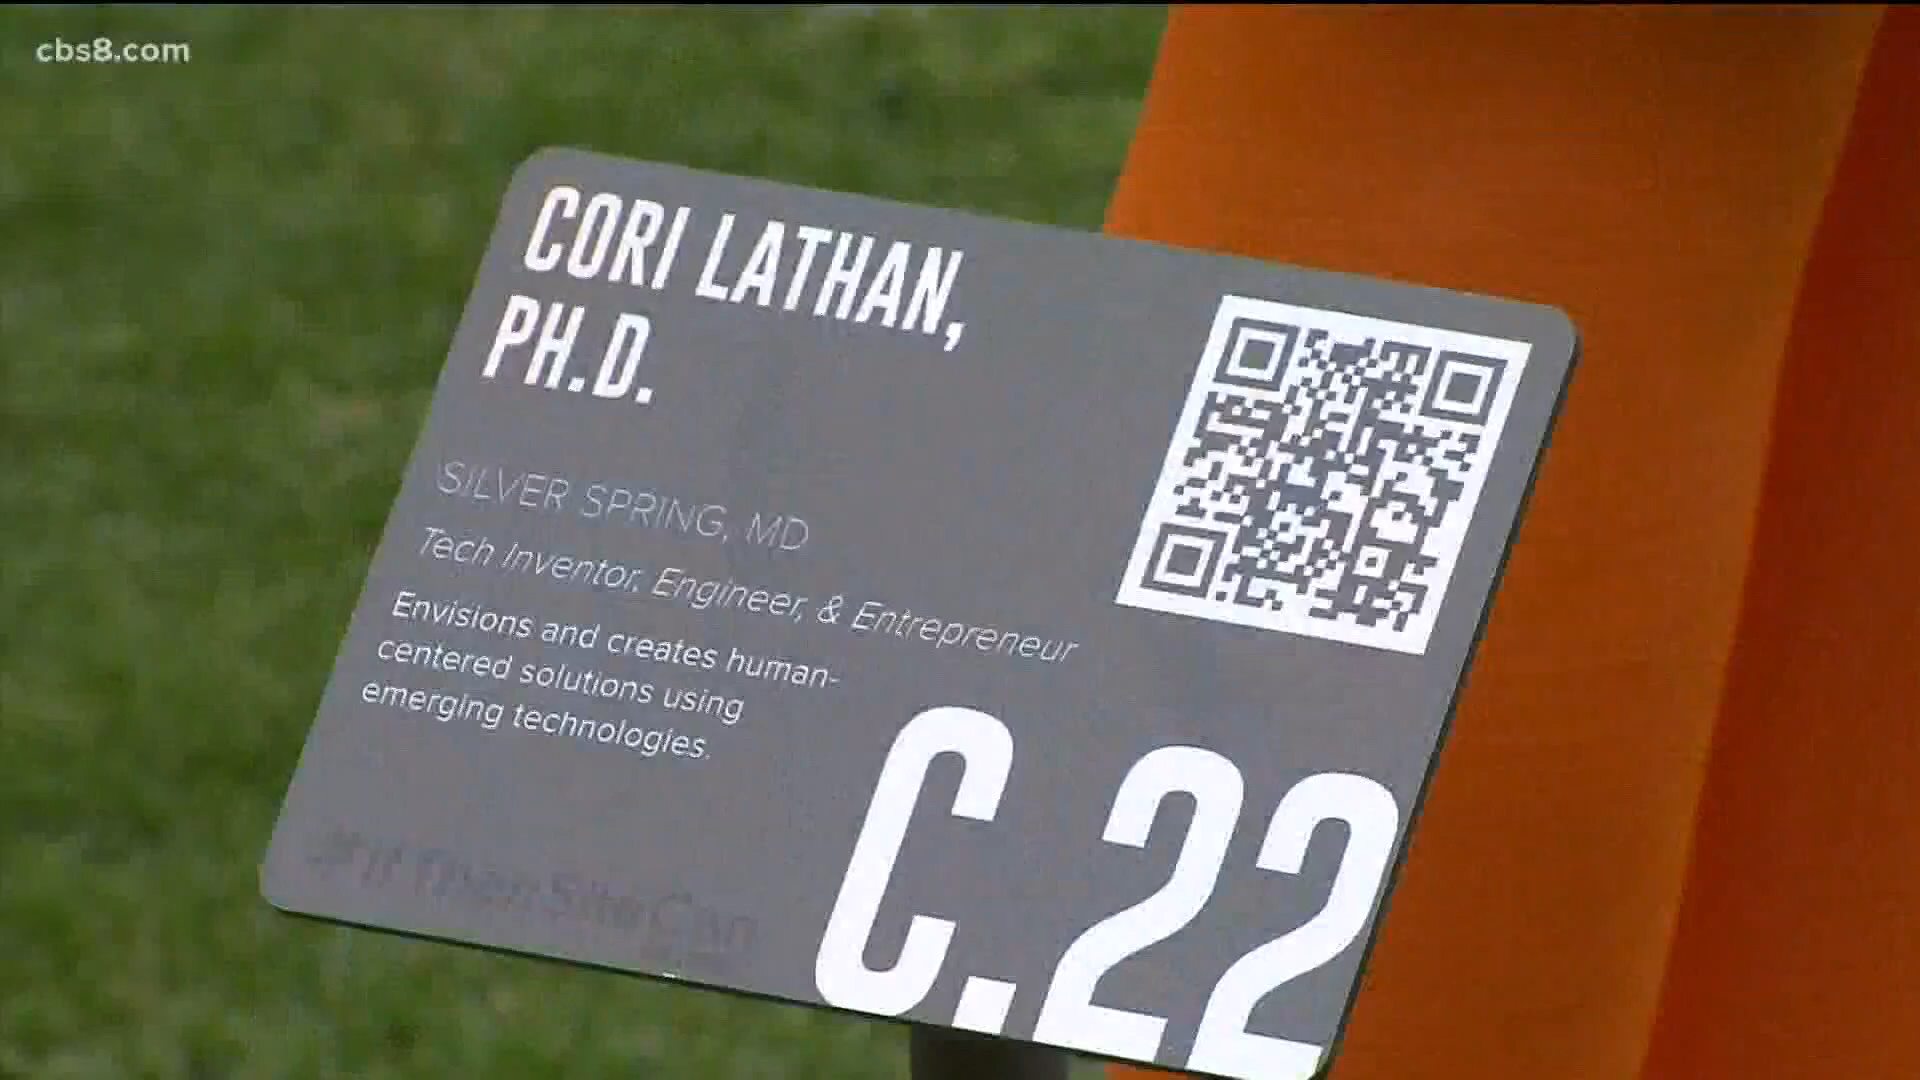 cbs8.com
CORI LATHAN,
PH.D.
SILVER SPRING, MD
Tech Inventor, Engineer, & Entrepreneur
Envisions and creates human-
centered solutions using
emerging technologies.
#IfThenSheCan
C.22